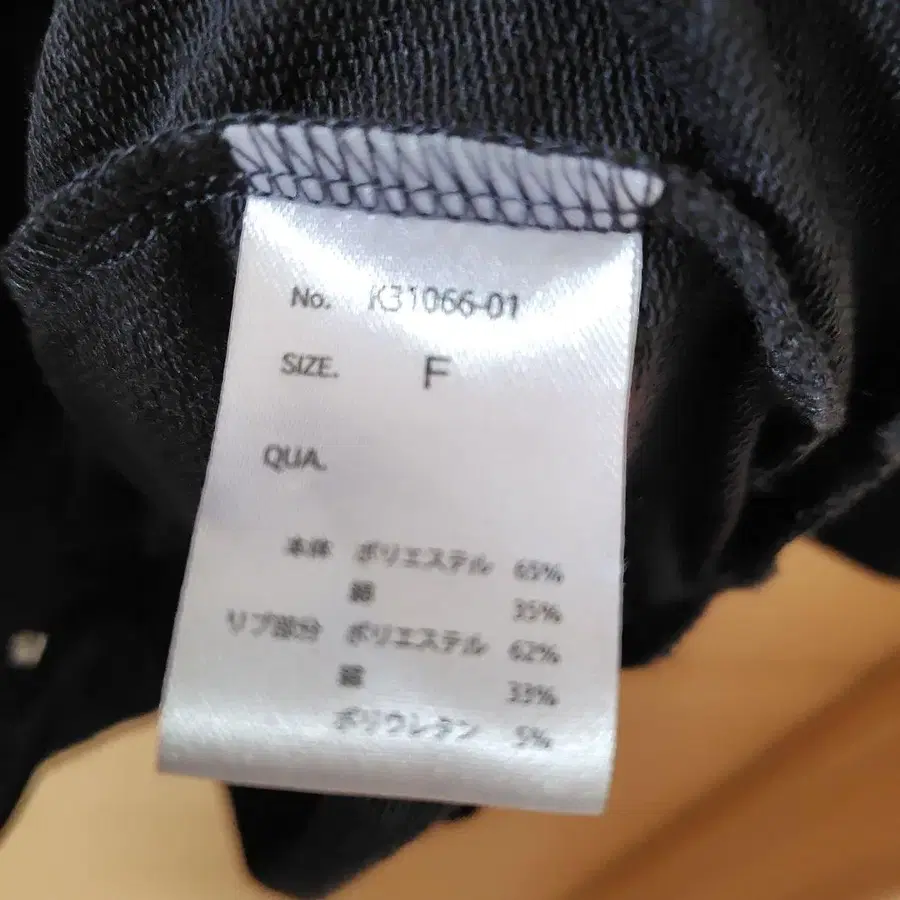 No. K31066-01
SIZE. F
QUA.
本体 ポリエステル 65%
綿 35%
リブ部分 ポリエステル 62%
綿 33%
ポリウレタン 5%